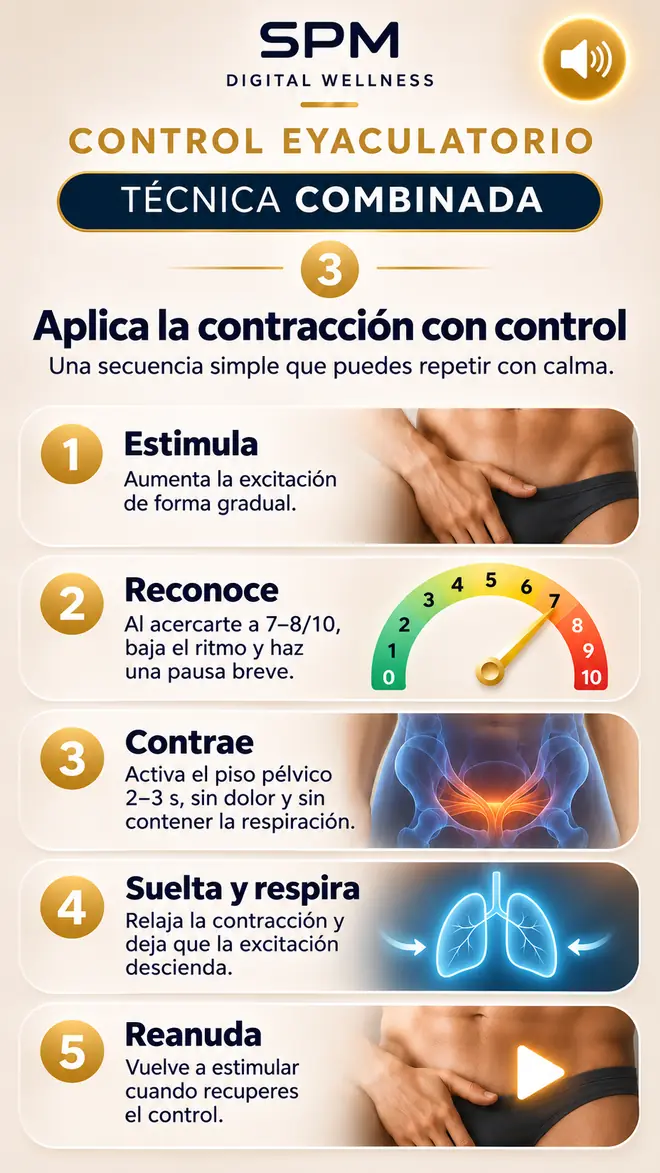 SPM
DIGITAL WELLNESS
CONTROL EYACULATORIO
TÉCNICA COMBINADA
3
Aplica la contracción con control
Una secuencia simple que puedes repetir con calma.
1
Estimula
Aumenta la excitación
de forma gradual.
2
Reconoce
Al acercarte a 7–8/10,
baja el ritmo y haz
una pausa breve.
0 1 2 3 4 5 6 7 8 9 10
3
Contrae
Activa el piso pélvico
2–3 s, sin dolor y sin
contener la respiración.
4
Suelta y respira
Relaja la contracción y
deja que la excitación
descienda.
5
Reanuda
Vuelve a estimular
cuando recuperes
el control.